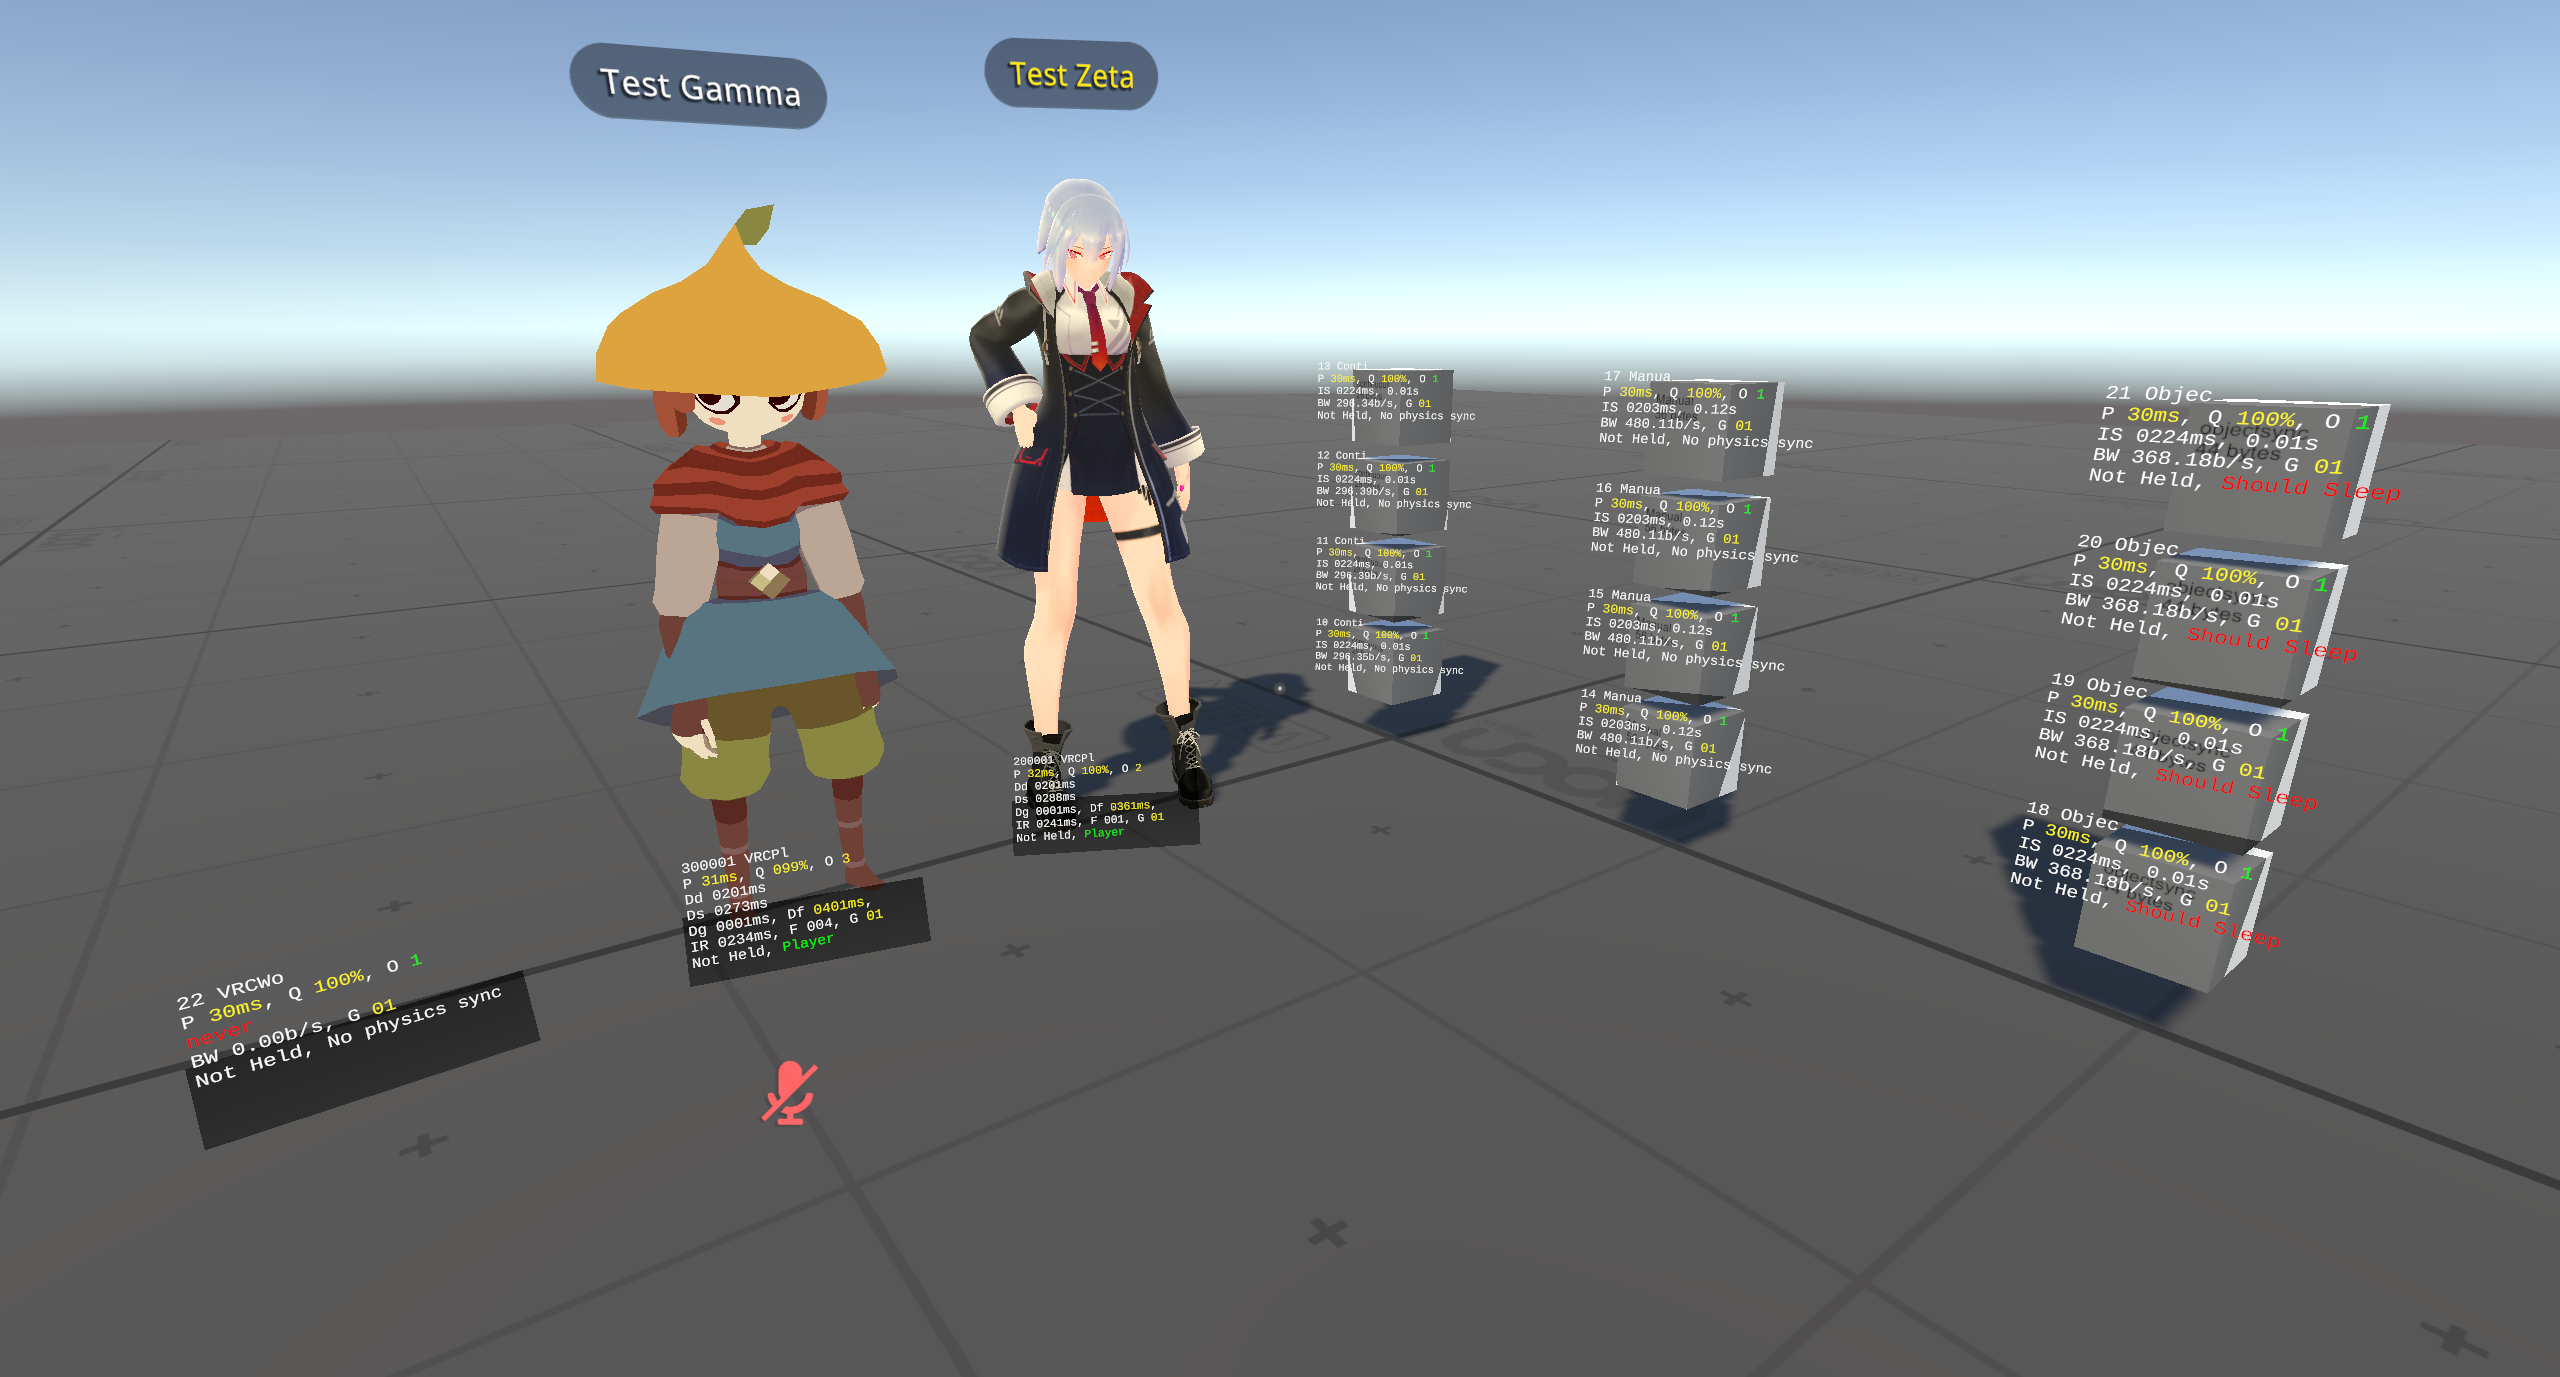 Test Gamma
Test Zeta
13 Conti
P 30ms, Q 100%, O 1
IS 0224ms, 0.01s
BW 296.34b/s, G 01
Not Held, No physics sync
12 Conti
P 30ms, Q 100%, O 1
IS 0224ms, 0.01s
BW 296.39b/s, G 01
Not Held, No physics sync
11 Conti
P 30ms, Q 100%, O 1
IS 0224ms, 0.01s
BW 296.39b/s, G 01
Not Held, No physics sync
10 Conti
P 30ms, Q 100%, O 1
IS 0224ms, 0.01s
BW 296.35b/s, G 01
Not Held, No physics sync
17 Manua
P 30ms, Q 100%, O 1
IS 0203ms, 0.12s
BW 480.11b/s, G 01
Not Held, No physics sync
16 Manua
P 30ms, Q 100%, O 1
IS 0203ms, 0.12s
BW 480.11b/s, G 01
Not Held, No physics sync
15 Manua
P 30ms, Q 100%, O 1
IS 0203ms, 0.12s
BW 480.11b/s, G 01
Not Held, No physics sync
14 Manua
P 30ms, Q 100%, O 1
IS 0203ms, 0.12s
BW 480.11b/s, G 01
Not Held, No physics sync
21 Objec
P 30ms, Q 100%, O 1
IS 0224ms, 0.01s
BW 368.18b/s, G 01
Not Held, Should Sleep
objectsync
44 bytes
20 Objec
P 30ms, Q 100%, O 1
IS 0224ms, 0.01s
BW 368.18b/s, G 01
Not Held, Should Sleep
19 Objec
P 30ms, Q 100%, O 1
IS 0224ms, 0.01s
BW 368.18b/s, G 01
Not Held, Should Sleep
18 Objec
P 30ms, Q 100%, O 1
IS 0224ms, 0.01s
BW 368.18b/s, G 01
Not Held, Should Sleep
200001 VRCPl
P 32ms, Q 100%, O 2
Dd 0201ms
Ds 0288ms
Dg 0001ms, Df 0361ms,
IR 0241ms, F 001, G 01
Not Held, Player
300001 VRCPl
P 31ms, Q 099%, O 3
Dd 0201ms
Ds 0273ms
Dg 0001ms, Df 0401ms,
IR 0234ms, F 004, G 01
Not Held, Player
22 VRCWo
P 30ms, Q 100%, O 1
never
BW 0.00b/s, G 01
Not Held, No physics sync